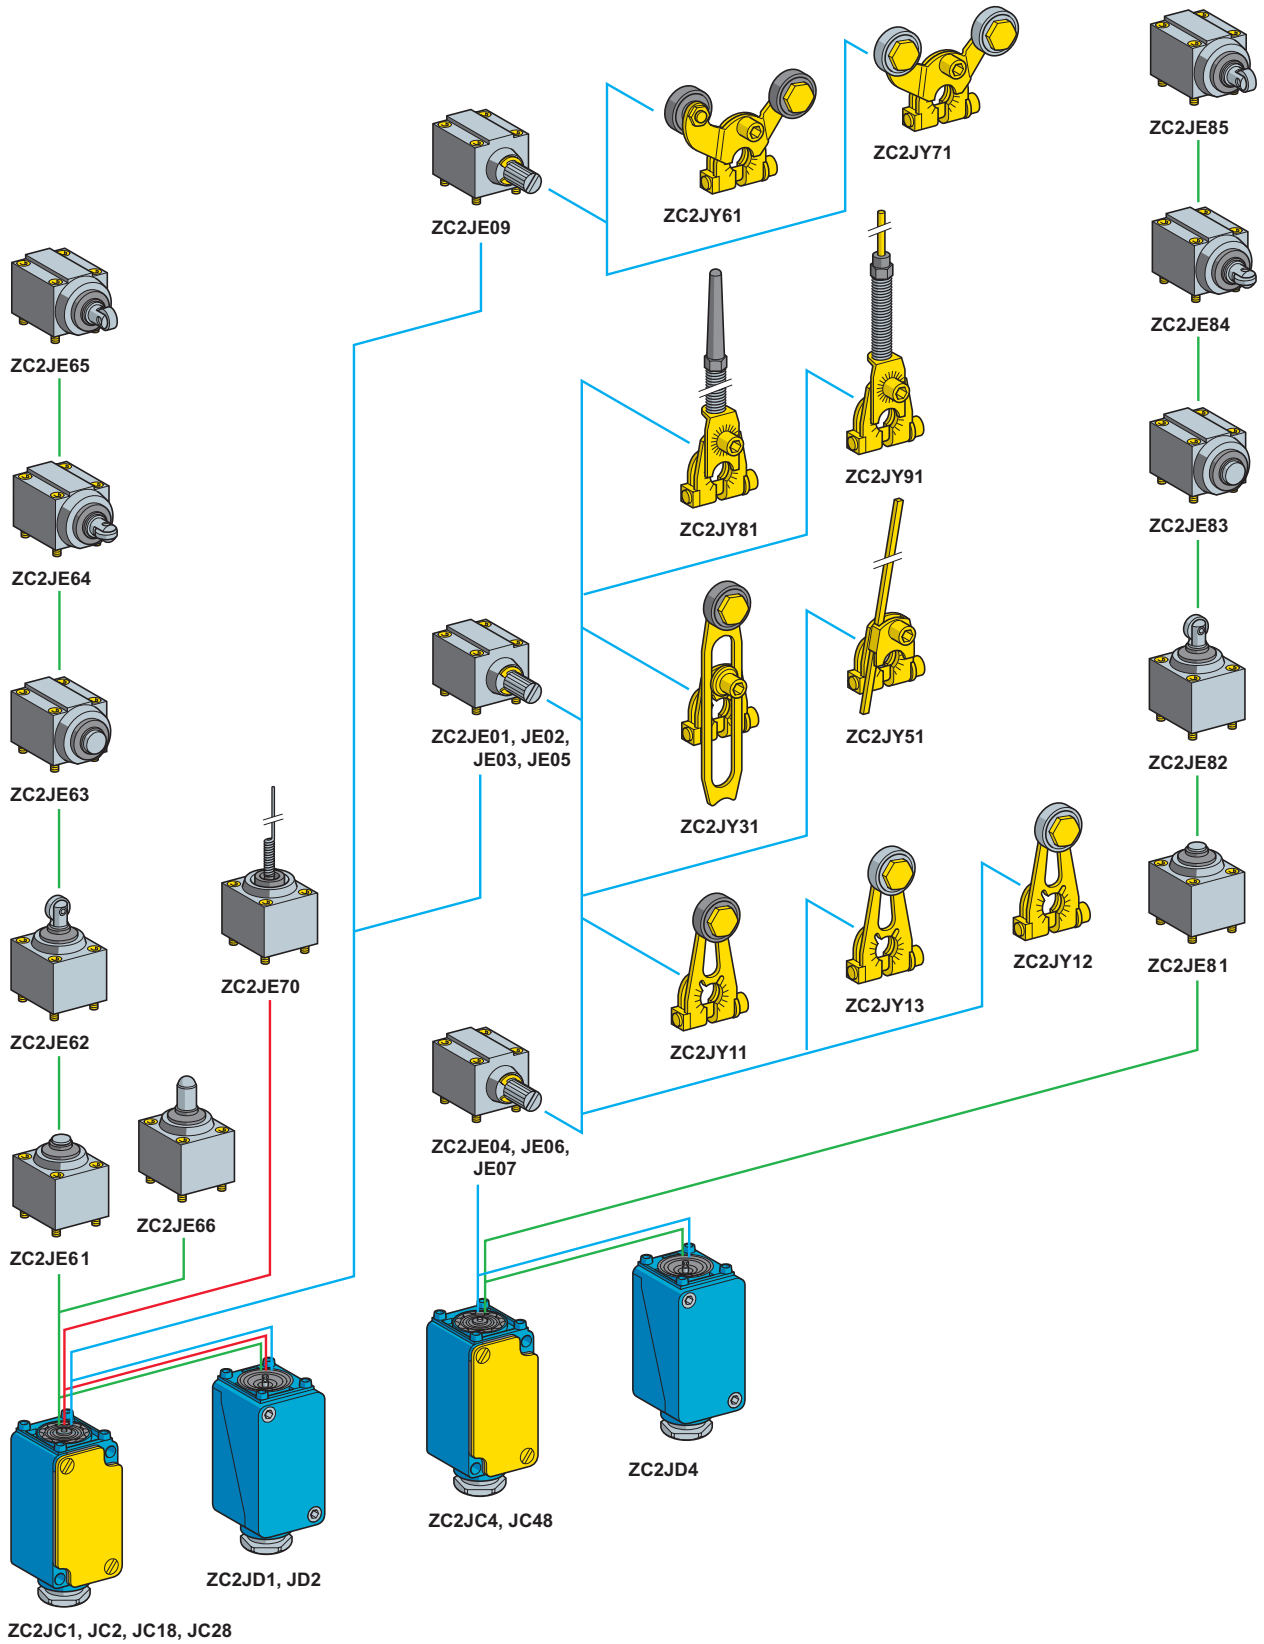 ZC2JE85
ZC2JY71
ZC2JY61
ZC2JE09
ZC2JE84
ZC2JE65
ZC2JY91
ZC2JY81
ZC2JE83
ZC2JE64
ZC2JE01, JE02,
JE03, JE05
ZC2JY51
ZC2JE82
ZC2JE63
ZC2JY31
ZC2JY12
ZC2JE81
ZC2JE70
ZC2JY13
ZC2JE62
ZC2JY11
ZC2JE04, JE06,
JE07
ZC2JE66
ZC2JE61
ZC2JD4
ZC2JC4, JC48
ZC2JD1, JD2
ZC2JC1, JC2, JC18, JC28